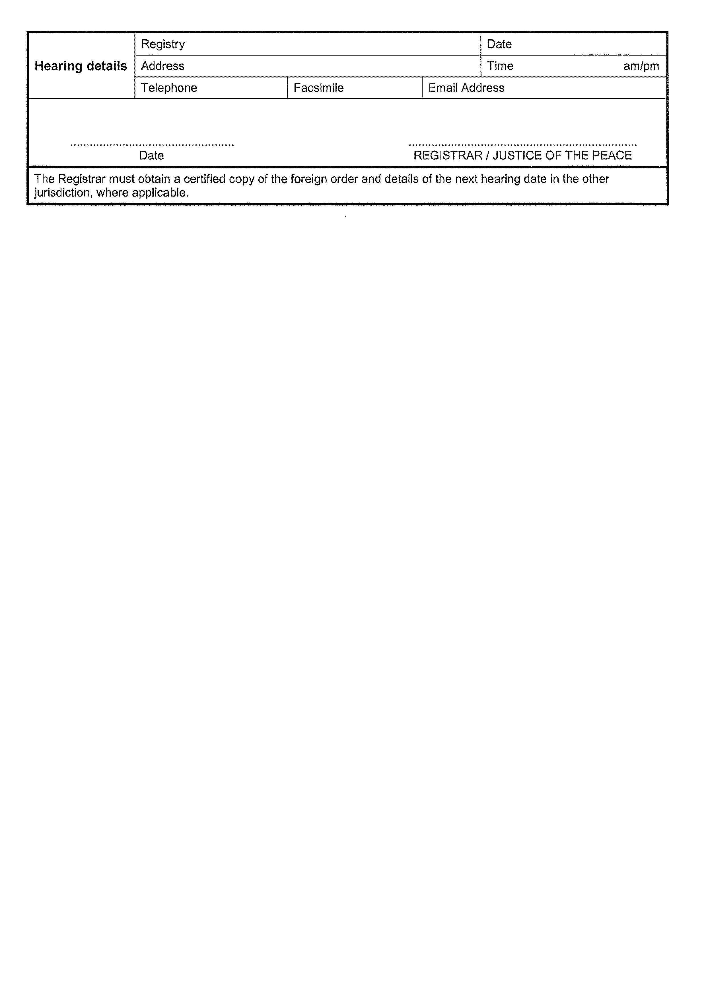 Hearing details
Registry
Date
Address
Time am/pm
Telephone
Facsimile
Email Address
Date
REGISTRAR / JUSTICE OF THE PEACE
The Registrar must obtain a certified copy of the foreign order and details of the next hearing date in the other
jurisdiction, where applicable.